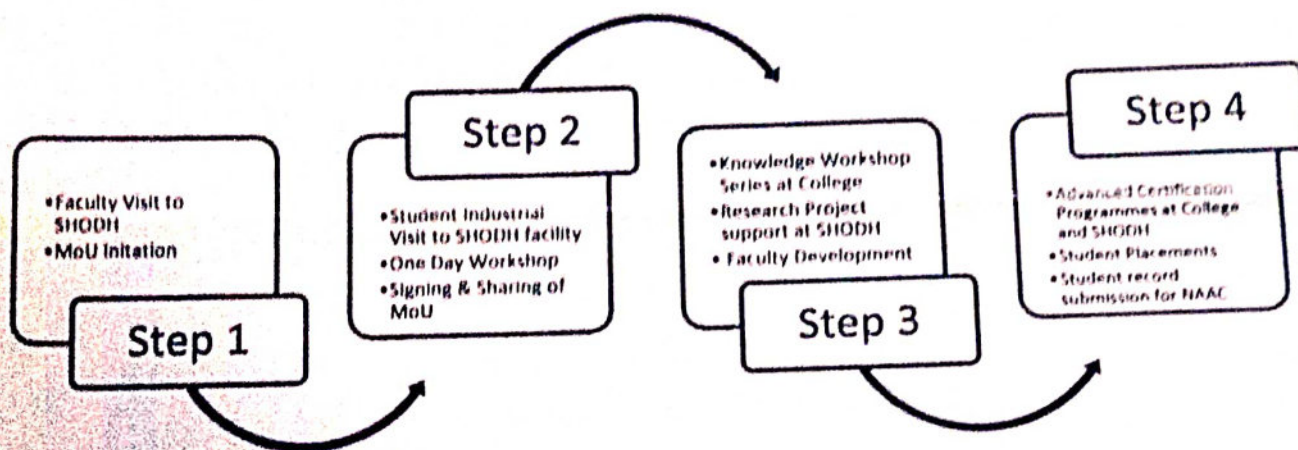 •Faculty Visit to
SHODH
•MoU Initation
Step 1
Step 2
•Student Industrial
Visit to SHODH facility
•One Day Workshop
•Signing & Sharing of
MoU
•Knowledge Workshop
Series at College
•Research Project
support at SHODH
• Faculty Development
Step 3
Step 4
•Advanced Certification
Programmes at College
and SHODH
•Student Placements
•Student record
submission for NAAC